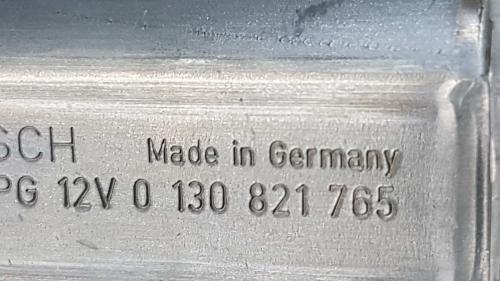 SCH Made in Germany
PG 12V 0 130 821 765